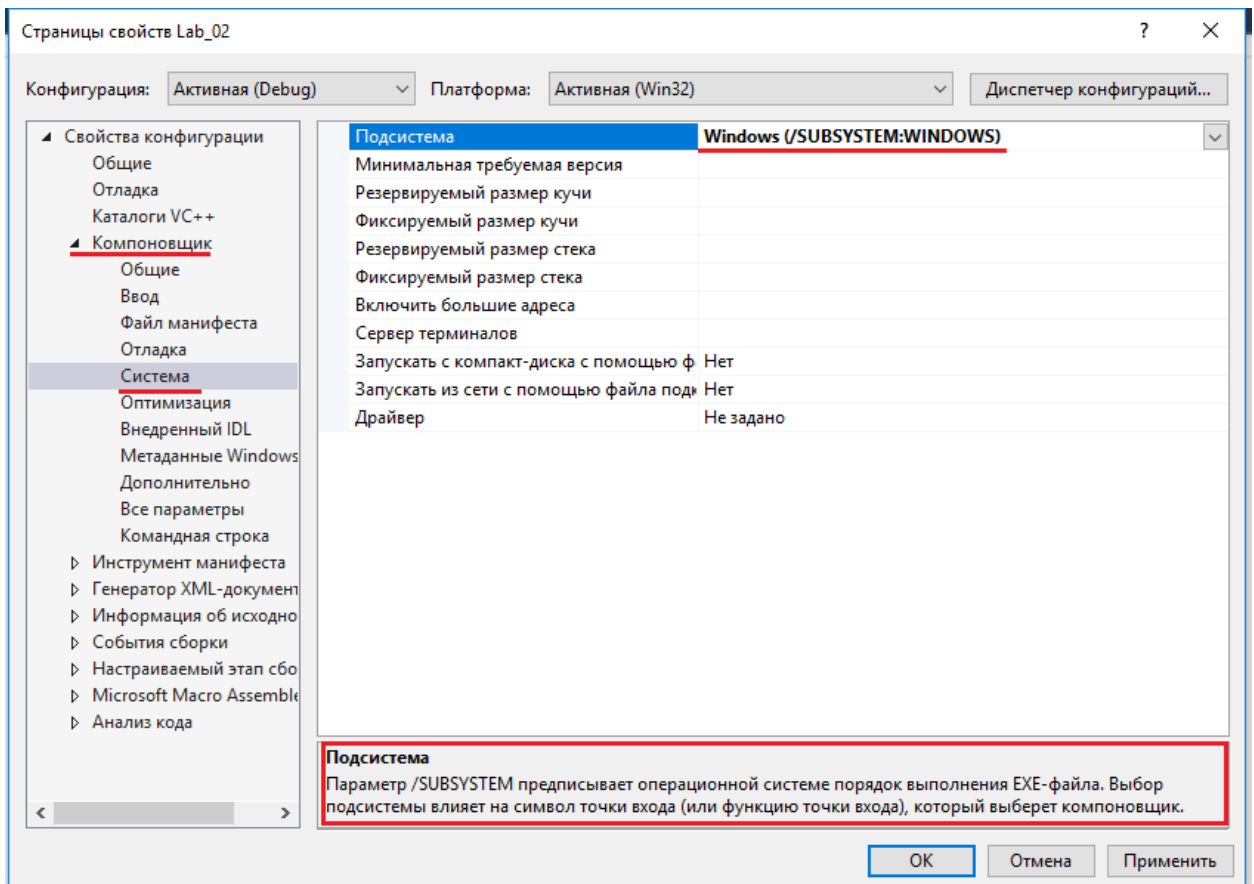 Страницы свойств Lab_02
?
Конфигурация: Активная (Debug) Платформа: Активная (Win32) Диспетчер конфигураций...
Свойства конфигурации
Общие
Отладка
Каталоги VC++
Компоновщик
Общие
Ввод
Файл манифеста
Отладка
Система
Оптимизация
Внедренный IDL
Метаданные Windows
Дополнительно
Все параметры
Командная строка
Инструмент манифеста
Генератор XML-документ
Информация об исходно
События сборки
Настраиваемый этап сбо
Microsoft Macro Assemble
Анализ кода
Подсистема Windows (/SUBSYSTEM:WINDOWS)
Минимальная требуемая версия
Резервируемый размер кучи
Фиксируемый размер кучи
Резервируемый размер стека
Фиксируемый размер стека
Включить большие адреса
Сервер терминалов
Запускать с компакт-диска с помощью ф Нет
Запускать из сети с помощью файла подк Нет
Драйвер Не задано
Подсистема
Параметр /SUBSYSTEM предписывает операционной системе порядок выполнения EXE-файла. Выбор
подсистемы влияет на символ точки входа (или функцию точки входа), который выберет компоновщик.
ОК Отмена Применить